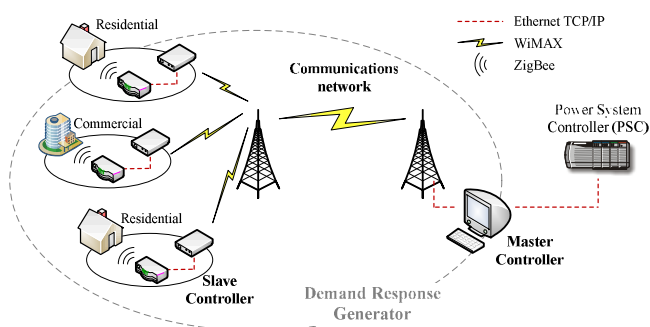 Residential
Ethernet TCP/IP
WiMAX
ZigBee
Communications
network
Commercial
Power System
Controller (PSC)
Residential
Slave
Controller
Master
Controller
Demand Response
Generator